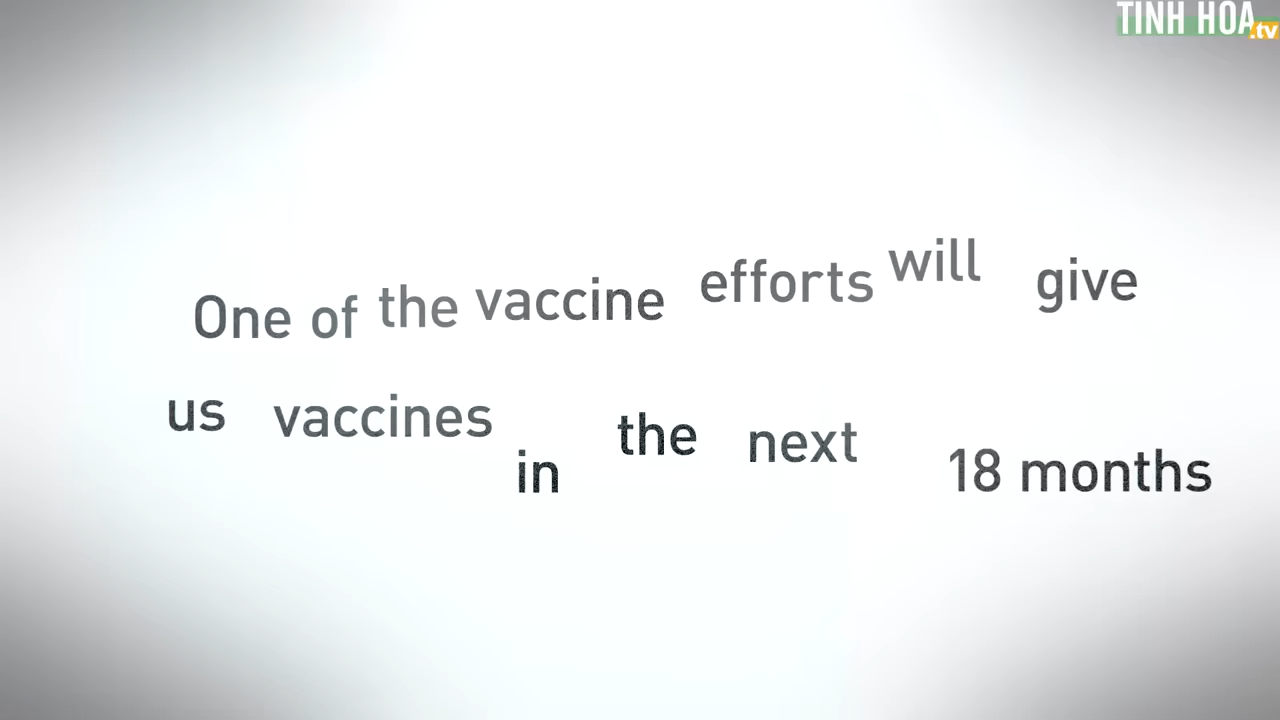 TINH HOA.tv
One of the vaccine efforts will give
us vaccines in the next 18 months